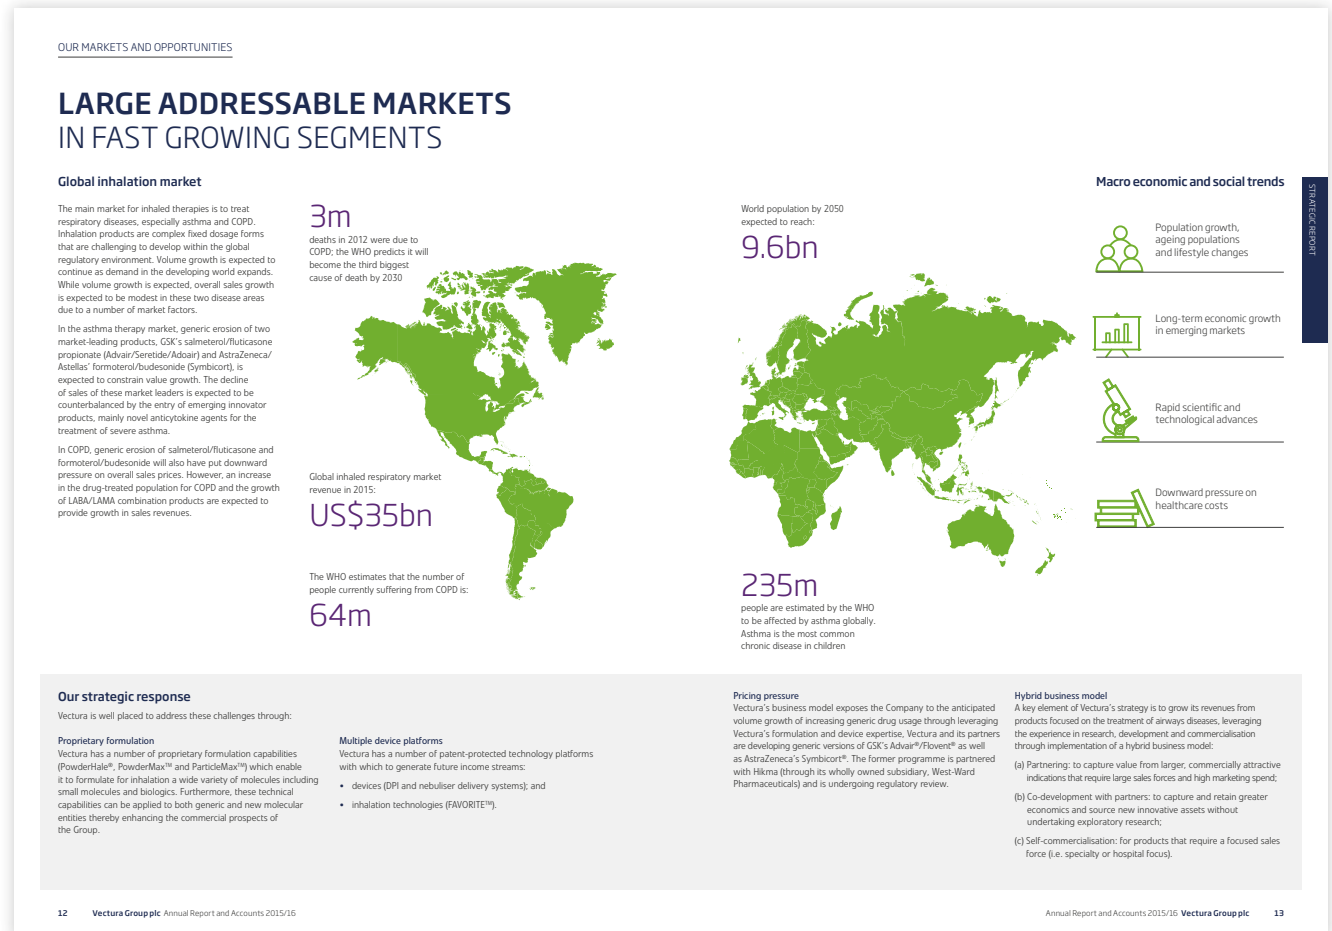 OUR MARKETS AND OPPORTUNITIES
LARGE ADDRESSABLE MARKETS
IN FAST GROWING SEGMENTS
Global inhalation market
The main market for inhaled therapies is to treat
respiratory diseases, especially asthma and COPD.
Inhalation products are complex fixed dosage forms
that are challenging to develop within the global
regulatory environment. Volume growth is expected to
continue as demand in the developing world expands.
While volume growth is expected, overall sales growth
is expected to be modest in these two disease areas
due to a number of market factors.
In the asthma therapy market, generic erosion of two
market-leading products, GSK's salmeterol/fluticasone
propionate (Advair/Seretide/Adoair) and AstraZeneca/
Astellas' formoterol/budesonide (Symbicort), is
expected to constrain value growth. The decline
of sales of these market leaders is expected to be
counterbalanced by the entry of emerging innovator
products, mainly novel anticytokine agents for the
treatment of severe asthma.
In COPD, generic erosion of salmeterol/fluticasone and
formoterol/budesonide will also have put downward
pressure on overall sales prices. However, an increase
in the drug-treated population for COPD and the growth
of LABA/LAMA combination products are expected to
provide growth in sales revenues.
3m
deaths in 2012 were due to
COPD; the WHO predicts it will
become the third biggest
cause of death by 2030
Global inhaled respiratory market
revenue in 2015:
US$35bn
The WHO estimates that the number of
people currently suffering from COPD is:
64m
World population by 2050
expected to reach:
9.6bn
235m
people are estimated by the WHO
to be affected by asthma globally.
Asthma is the most common
chronic disease in children
Macro economic and social trends
Population growth,
ageing populations
and lifestyle changes
Long-term economic growth
in emerging markets
Rapid scientific and
technological advances
Downward pressure on
healthcare costs
STRATEGIC REPORT
Our strategic response
Vectura is well placed to address these challenges through:
Proprietary formulation
Vectura has a number of proprietary formulation capabilities
(PowderHale®, PowderMax™ and ParticleMax™) which enable
it to formulate for inhalation a wide variety of molecules including
small molecules and biologics. Furthermore, these technical
capabilities can be applied to both generic and new molecular
entities thereby enhancing the commercial prospects of
the Group.
Multiple device platforms
Vectura has a number of patent-protected technology platforms
with which to generate future income streams:
• devices (DPI and nebuliser delivery systems); and
• inhalation technologies (FAVORITE™).
Pricing pressure
Vectura's business model exposes the Company to the anticipated
volume growth of increasing generic drug usage through leveraging
Vectura's formulation and device expertise, Vectura and its partners
are developing generic versions of GSK's Advair®/Flovent® as well
as AstraZeneca's Symbicort®. The former programme is partnered
with Hikma (through its wholly owned subsidiary, West-Ward
Pharmaceuticals) and is undergoing regulatory review.
Hybrid business model
A key element of Vectura's strategy is to grow its revenues from
products focused on the treatment of airways diseases, leveraging
the experience in research, development and commercialisation
through implementation of a hybrid business model:
(a) Partnering: to capture value from larger, commercially attractive
indications that require large sales forces and high marketing spend;
(b) Co-development with partners: to capture and retain greater
economics and source new innovative assets without
undertaking exploratory research;
(c) Self-commercialisation: for products that require a focused sales
force (i.e. specialty or hospital focus).
12 Vectura Group plc Annual Report and Accounts 2015/16
Annual Report and Accounts 2015/16 Vectura Group plc 13